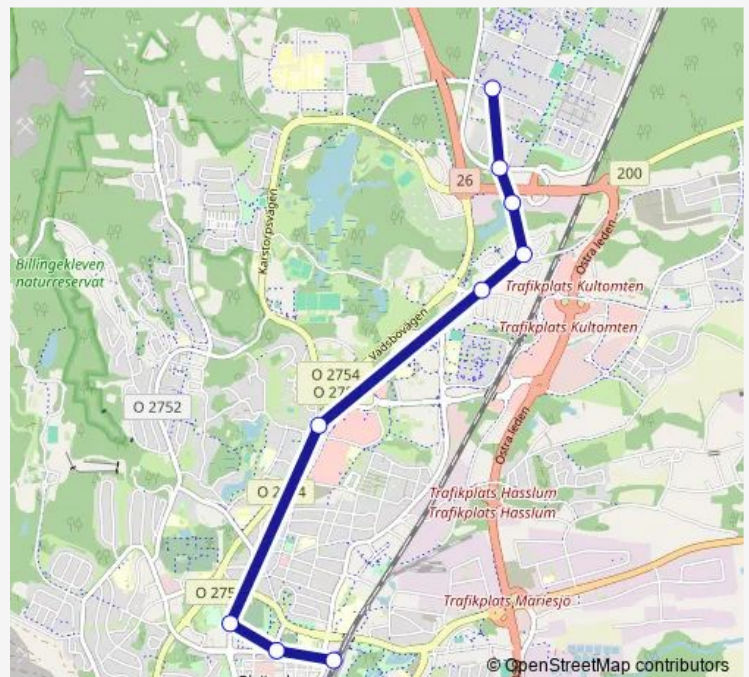 26
200
Karstorpsvägen
Östra leden
Billingekleven
naturreservat
Trafikplats Kultomten
Trafikplats Kultomten
Vadsbovägen
O 2754
O 2752
Östra leden
Trafikplats Hasslum
Trafikplats Hasslum
Trafikplats Mariesjö
© OpenStreetMap contributors